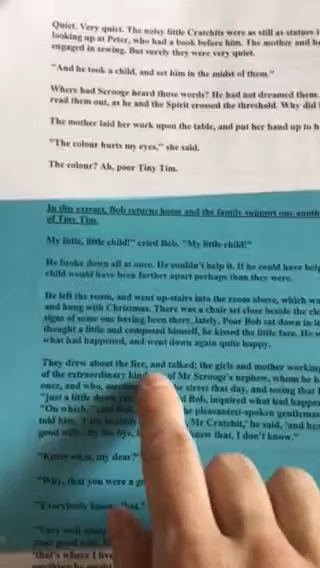 Quiet. Very quiet. The noisy little Cratchits were as still as statues i
looking up at Peter, who had a book before him. The mother and he
engaged in sewing. But surely they were very quiet.
"And he took a child, and set him in the midst of them."
Where had Scrooge heard those words? He had not dreamed them.
read them out, as he and the Spirit crossed the threshold. Why did
The mother laid her work upon the table, and put her hand up to h
"The colour hurts my eyes," she said.
The colour? Ah, poor Tiny Tim.
In this extract, Bob returns home and the family support one anoth
of Tiny Tim.
My little, little child!" cried Bob. "My little child!"
He broke down all at once. He couldn't help it. If he could have help
child would have been farther apart perhaps than they were.
He left the room, and went up-stairs into the room above, which wa
and hung with Christmas. There was a chair set close beside the chi
signs of some one having been there, lately. Poor Bob sat down in it
thought a little and composed himself, he kissed the little face. He w
what had happened, and went down again quite happy.
They drew about the fire, and talked; the girls and mother working
of the extraordinary kin of Mr Scrooge's nephew, whom he h
once, and who, he street that day, and seeing that h
"Just a little down d Bob, inquired what had happen
"On which," he pleasantest-spoken gentlema
told him. Mr Cratchit,' he said, 'and hea
good wife. By the bye, knew that, I don't know."
"Knew what, my dear?"
"Why, that you were a go
"Everybody
"Very well
'that's where I live